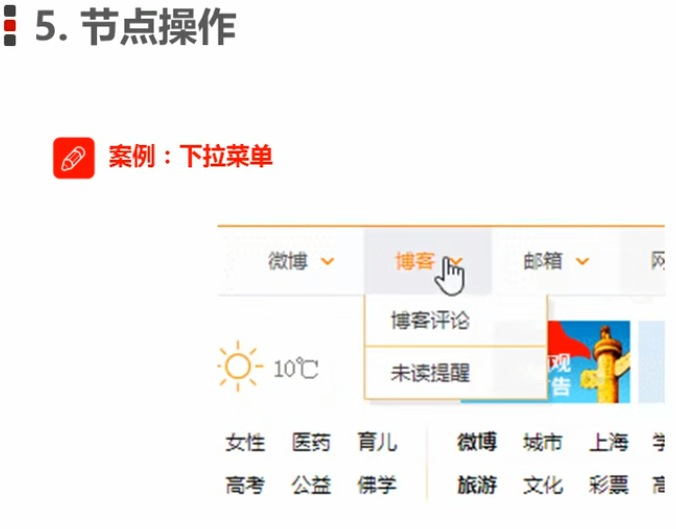 5. 节点操作
案例：下拉菜单
微博 博客 邮箱
博客评论
10℃
未读提醒
观
告
女性 医药 育儿 微博 城市 上海
高考 公益 佛学 旅游 文化 彩票